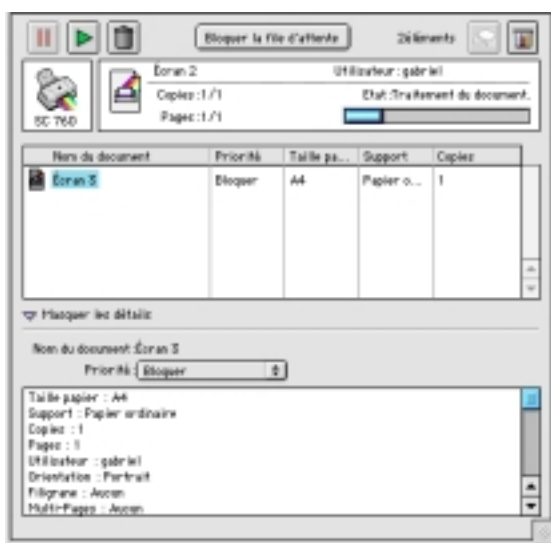 Bloquer la file d'attente
2 éléments
SC 760
Écran 2 Utilisateur : gabriel
Copies : 1/1 Etat : Traitement du document.
Pages : 1/1
Nom du document Priorité Taille pa... Support Copies
Écran 3 Bloquer A4 Papier o... 1
Masquer les détails
Nom du document : Écran 3
Priorité : Bloquer
Taille papier : A4
Support : Papier ordinaire
Copies : 1
Pages : 1
Utilisateur : gabriel
Orientation : Portrait
Filigrane : Aucun
Multi-Pages : Aucun